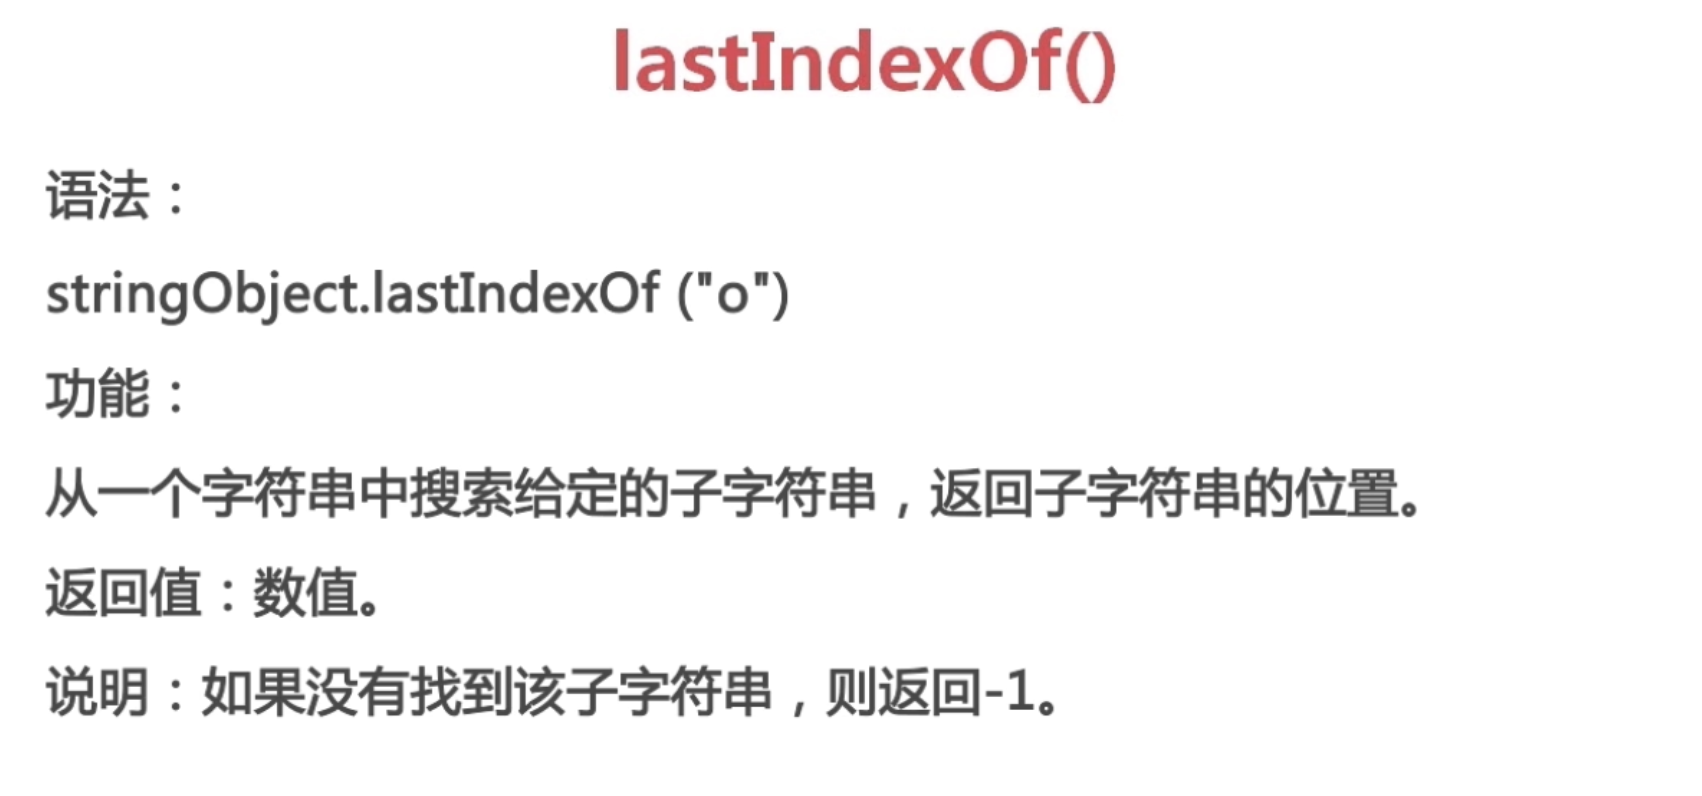 lastIndexOf()
语法：
stringObject.lastIndexOf ("o")
功能：
从一个字符串中搜索给定的子字符串，返回子字符串的位置。
返回值：数值。
说明：如果没有找到该子字符串，则返回-1。